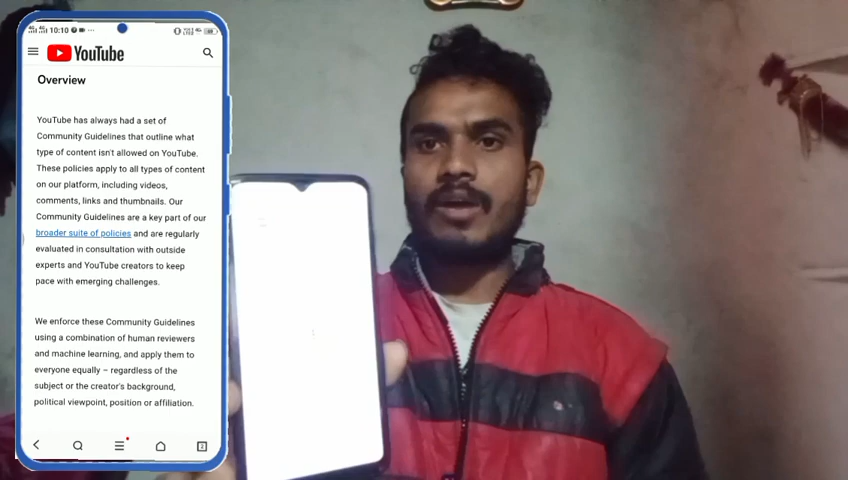 10:10
YouTube
Overview
YouTube has always had a set of
Community Guidelines that outline what
type of content isn't allowed on YouTube.
These policies apply to all types of content
on our platform, including videos,
comments, links and thumbnails. Our
Community Guidelines are a key part of our
broader suite of policies and are regularly
evaluated in consultation with outside
experts and YouTube creators to keep
pace with emerging challenges.
We enforce these Community Guidelines
using a combination of human reviewers
and machine learning, and apply them to
everyone equally – regardless of the
subject or the creator's background,
political viewpoint, position or affiliation.